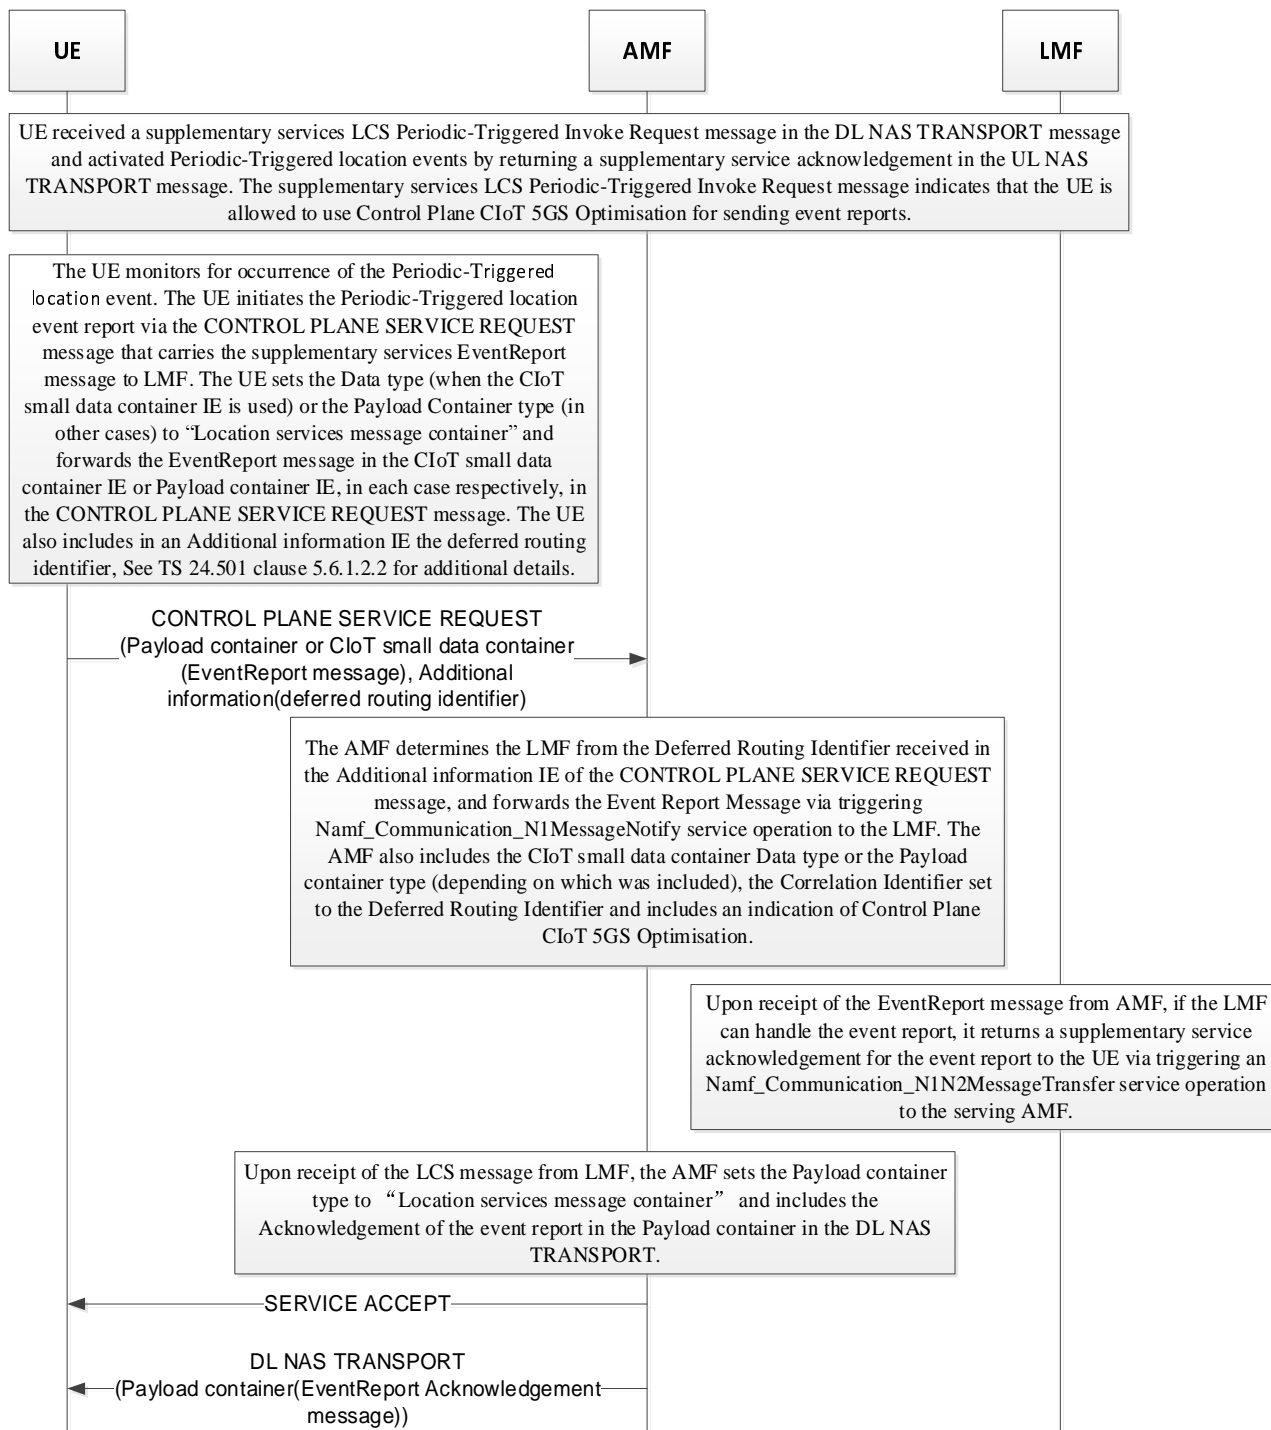 UE
AMF
LMF
UE received a supplementary services LCS Periodic-Triggered Invoke Request message in the DL NAS TRANSPORT message
and activated Periodic-Triggered location events by returning a supplementary service acknowledgement in the UL NAS
TRANSPORT message. The supplementary services LCS Periodic-Triggered Invoke Request message indicates that the UE is
allowed to use Control Plane CIoT 5GS Optimisation for sending event reports.
The UE monitors for occurrence of the Periodic-Triggered
location event. The UE initiates the Periodic-Triggered location
event report via the CONTROL PLANE SERVICE REQUEST
message that carries the supplementary services EventReport
message to LMF. The UE sets the Data type (when the CIoT
small data container IE is used) or the Payload Container type (in
other cases) to “Location services message container” and
forwards the EventReport message in the CIoT small data
container IE or Payload container IE, in each case respectively, in
the CONTROL PLANE SERVICE REQUEST message. The UE
also includes in an Additional information IE the deferred routing
identifier, See TS 24.501 clause 5.6.1.2.2 for additional details.
CONTROL PLANE SERVICE REQUEST
(Payload container or CIoT small data container
(EventReport message), Additional
information(deferred routing identifier)
The AMF determines the LMF from the Deferred Routing Identifier received in
the Additional information IE of the CONTROL PLANE SERVICE REQUEST
message, and forwards the Event Report Message via triggering
Namf_Communication_N1MessageNotify service operation to the LMF. The
AMF also includes the CIoT small data container Data type or the Payload
container type (depending on which was included), the Correlation Identifier set
to the Deferred Routing Identifier and includes an indication of Control Plane
CIoT 5GS Optimisation.
Upon receipt of the EventReport message from AMF, if the LMF
can handle the event report, it returns a supplementary service
acknowledgement for the event report to the UE via triggering an
Namf_Communication_N1N2MessageTransfer service operation
to the serving AMF.
Upon receipt of the LCS message from LMF, the AMF sets the Payload container
type to “Location services message container” and includes the
Acknowledgement of the event report in the Payload container in the DL NAS
TRANSPORT.
SERVICE ACCEPT
DL NAS TRANSPORT
(Payload container(EventReport Acknowledgement
message))